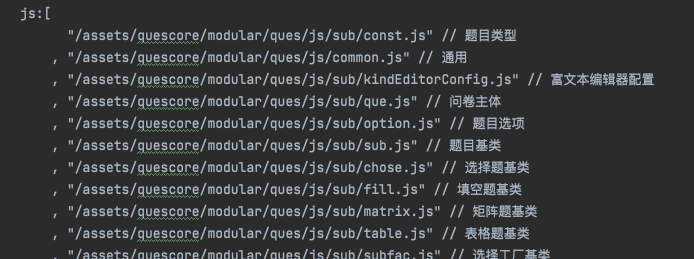 js:[
"/assets/quescore/modular/ques/js/sub/const.js" // 题目类型
, "/assets/quescore/modular/ques/js/common.js" // 通用
, "/assets/quescore/modular/ques/js/sub/kindEditorConfig.js" // 富文本编辑器配置
, "/assets/quescore/modular/ques/js/sub/que.js" // 问卷主体
, "/assets/quescore/modular/ques/js/sub/option.js" // 题目选项
, "/assets/quescore/modular/ques/js/sub/sub.js" // 题目基类
, "/assets/quescore/modular/ques/js/sub/chose.js" // 选择题基类
, "/assets/quescore/modular/ques/js/sub/fill.js" // 填空题基类
, "/assets/quescore/modular/ques/js/sub/matrix.js" // 矩阵题基类
, "/assets/quescore/modular/ques/js/sub/table.js" // 表格题基类
, "/assets/quescore/modular/ques/js/sub/subfac.js" // 选择工厂基类